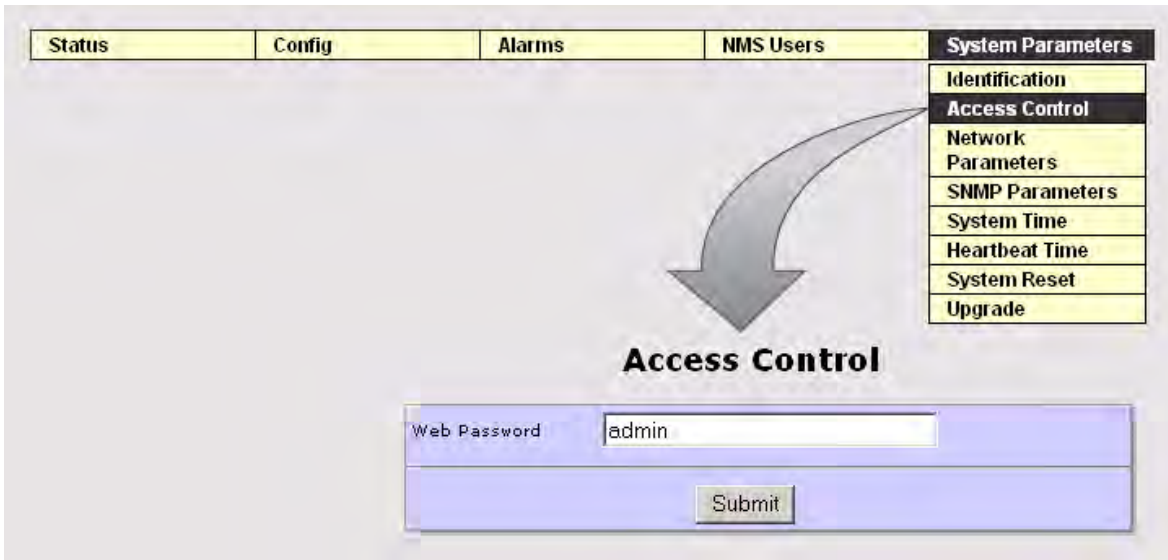 Status Config Alarms NMS Users System Parameters
Identification
Access Control
Network
Parameters
SNMP Parameters
System Time
Heartbeat Time
System Reset
Upgrade
Access Control
Web Password admin
Submit